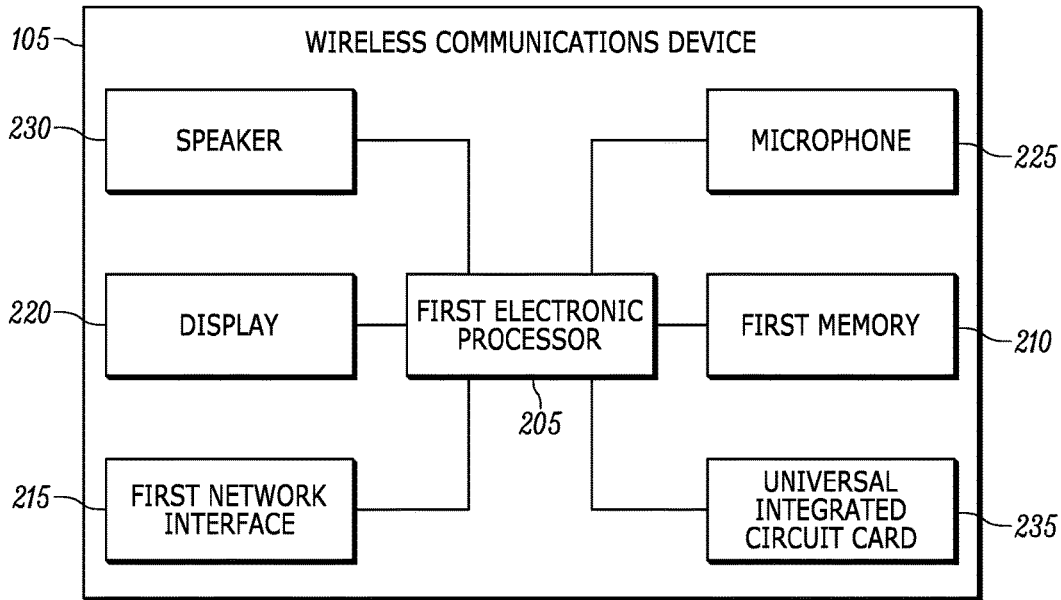 105
WIRELESS COMMUNICATIONS DEVICE
230
SPEAKER
MICROPHONE
225
220
DISPLAY
FIRST ELECTRONIC
PROCESSOR
205
FIRST MEMORY
210
215
FIRST NETWORK
INTERFACE
UNIVERSAL
INTEGRATED
CIRCUIT CARD
235